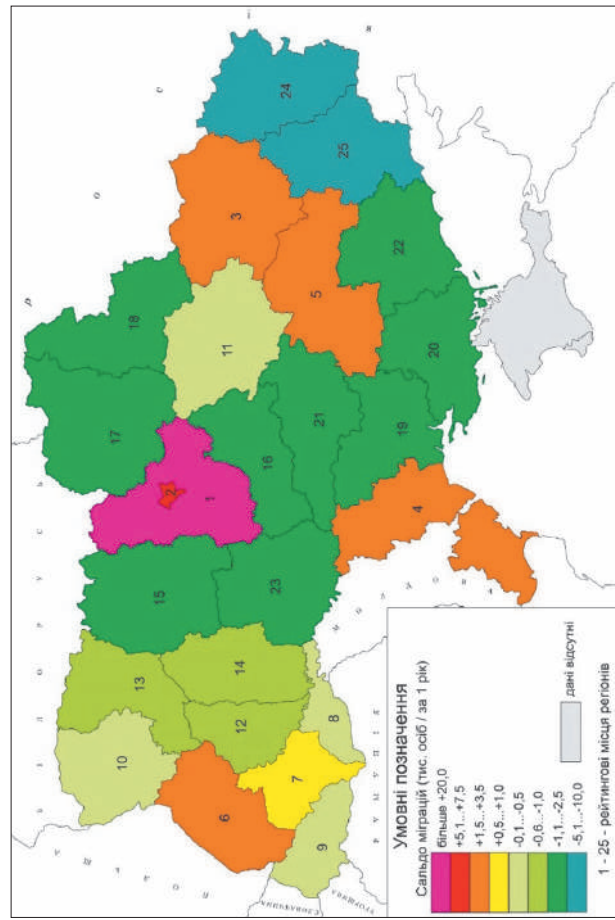 Б І Л О Р У С Ь
Р о с і я
П О Л Ь Щ А
СЛОВАЧЧИНА
УГОРЩИНА
М О Л Д О В А
10
13
15
17
18
6
12
14
1
2
11
3
24
9
7
8
23
16
21
5
25
4
19
20
22
Умовні позначення
Сальдо міграцій (тис. осіб / за 1 рік)
більше +20,0
+5,1...+7,5
+1,5...+3,5
+0,5...+1,0
-0,1...-0,5
-0,6...-1,0
-1,1...-2,5
-5,1...-10,0
дані відсутні
1 - 25 - рейтингові місця регіонів